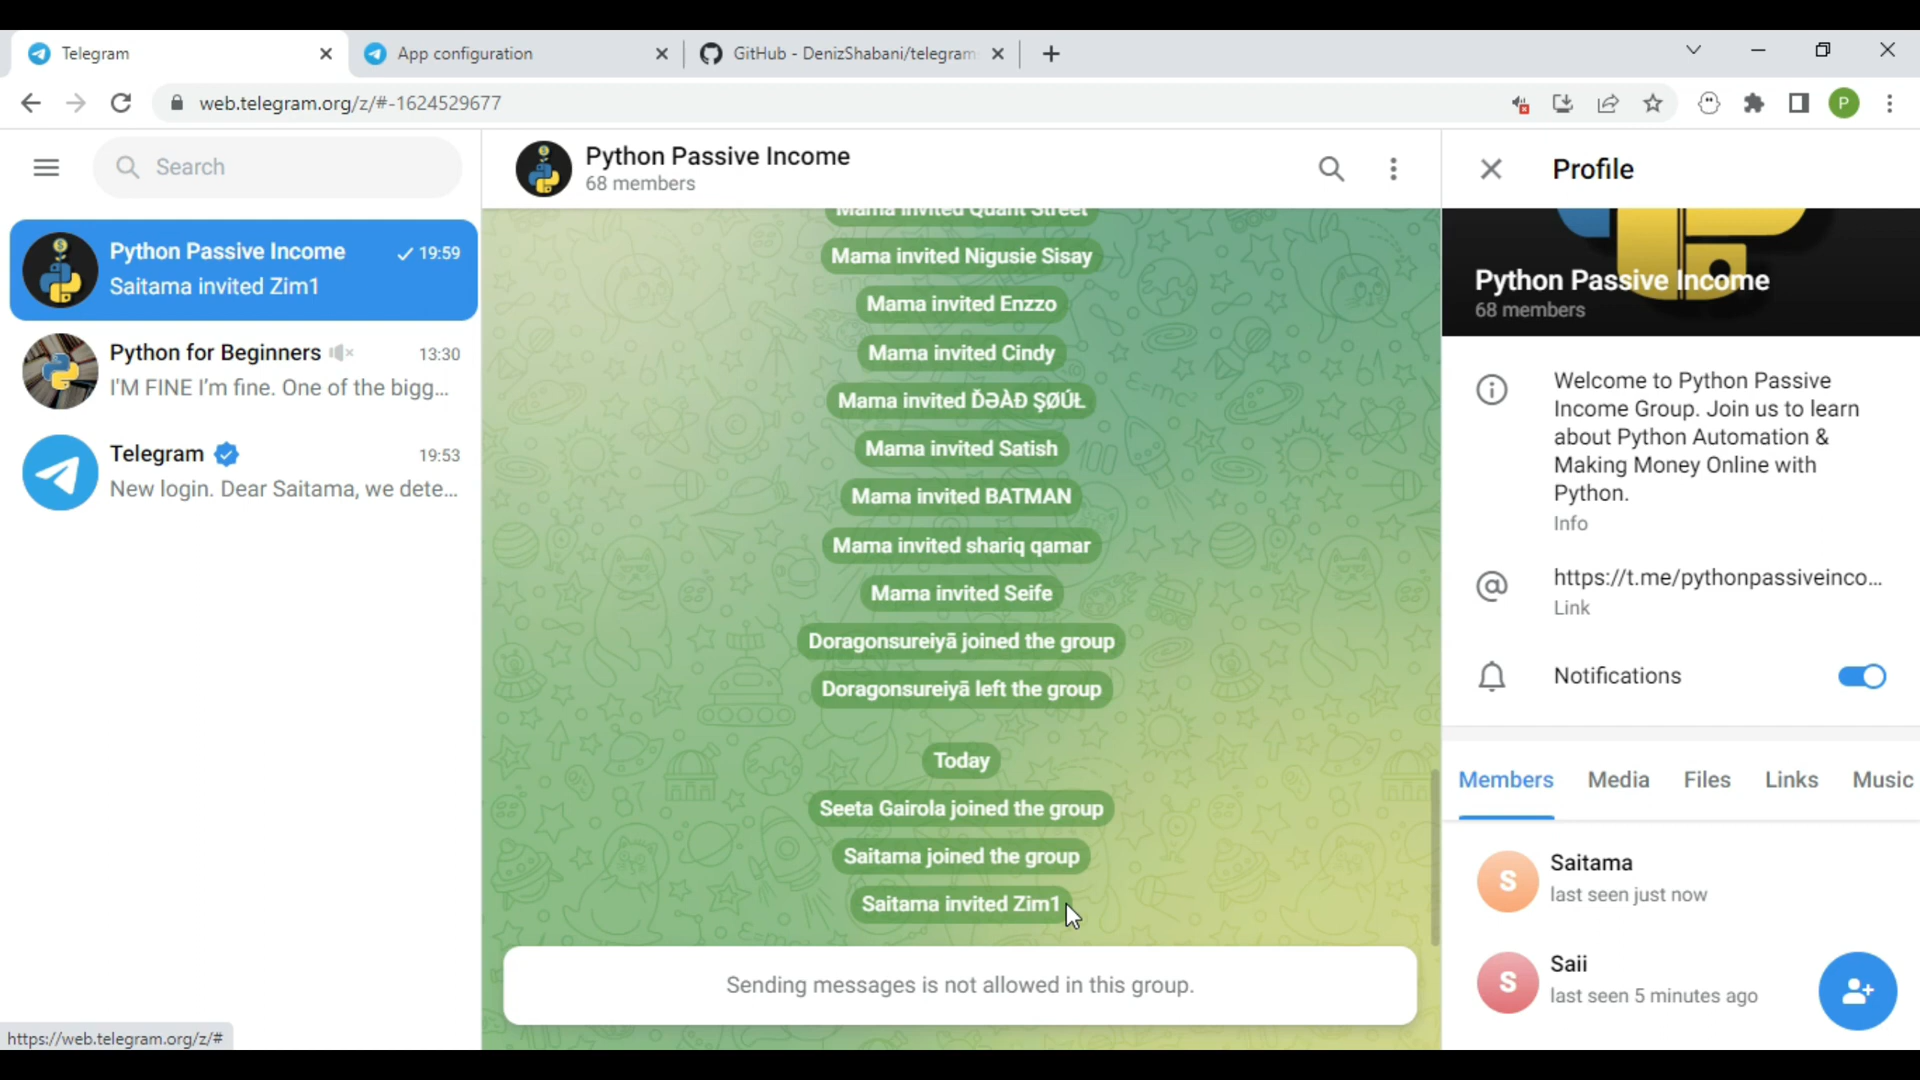 Telegram
App configuration
GitHub - DenizShabani/telegram
web.telegram.org/z/#-1624529677
P
Search
Python Passive Income 19:59
Saitama invited Zim1
Python for Beginners 13:30
I'M FINE I'm fine. One of the bigg...
Telegram 19:53
New login. Dear Saitama, we dete...
https://web.telegram.org/z/#
Python Passive Income
68 members
Mama invited Quant Street
Mama invited Nigusie Sisay
Mama invited Enzzo
Mama invited Cindy
Mama invited ĎƏÀĐ ŞØÚŁ
Mama invited Satish
Mama invited BATMAN
Mama invited shariq qamar
Mama invited Seife
Doragonsureiyā joined the group
Doragonsureiyā left the group
Today
Seeta Gairola joined the group
Saitama joined the group
Saitama invited Zim1
Sending messages is not allowed in this group.
Profile
Python Passive Income
68 members
Welcome to Python Passive
Income Group. Join us to learn
about Python Automation &
Making Money Online with
Python.
Info
https://t.me/pythonpassiveinco...
Link
Notifications
Members Media Files Links Music
S
Saitama
last seen just now
S
Saii
last seen 5 minutes ago